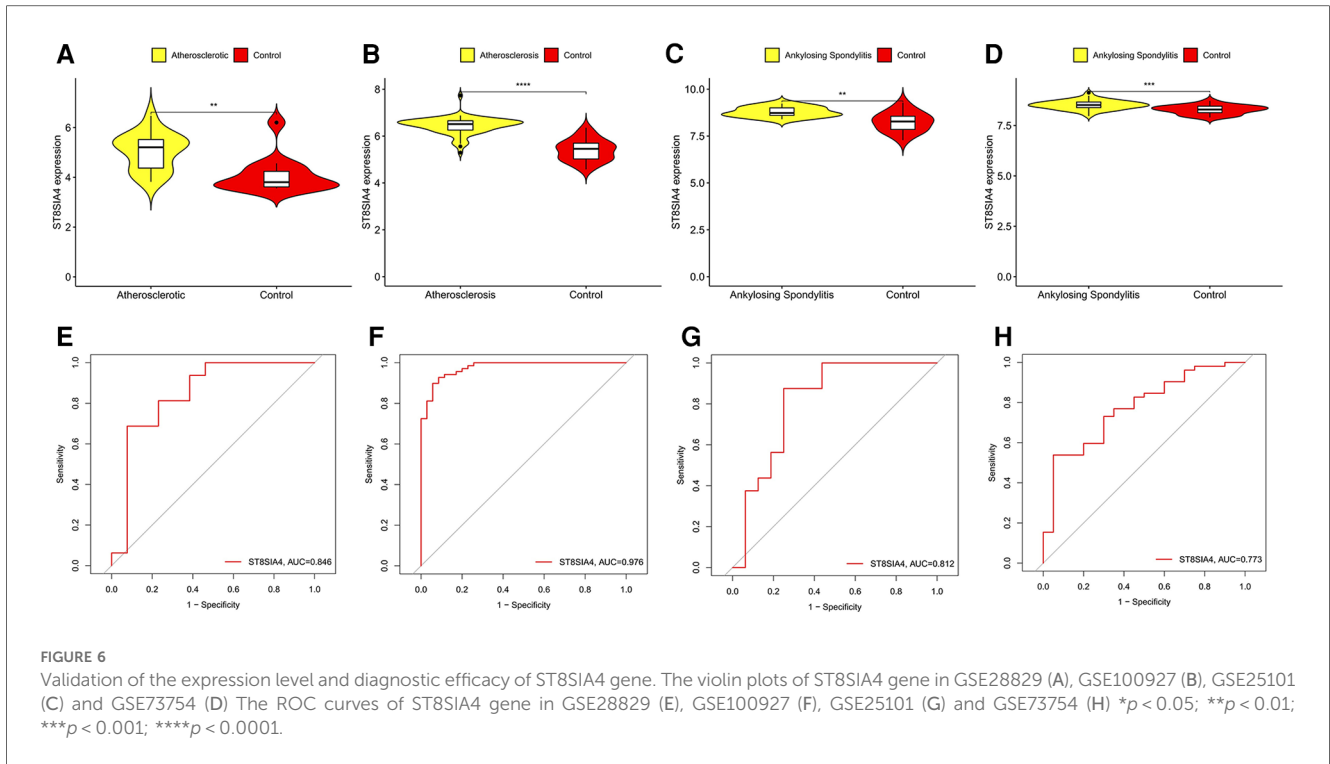 A
Atherosclerotic Control
ST8SIA4 expression
6
4
2
0
**
Atherosclerotic Control
B
Atherosclerosis Control
ST8SIA4 expression
8
6
4
2
0
****
Atherosclerosis Control
C
Ankylosing Spondylitis Control
ST8SIA4 expression
10.0
7.5
5.0
2.5
0.0
**
Ankylosing Spondylitis Control
D
Ankylosing Spondylitis Control
ST8SIA4 expression
7.5
5.0
2.5
0.0
***
Ankylosing Spondylitis Control
E
Sensitivity
1.0
0.8
0.6
0.4
0.2
0.0
ST8SIA4, AUC=0.846
0.0 0.2 0.4 0.6 0.8 1.0
1 − Specificity
F
Sensitivity
1.0
0.8
0.6
0.4
0.2
0.0
ST8SIA4, AUC=0.976
0.0 0.2 0.4 0.6 0.8 1.0
1 − Specificity
G
Sensitivity
1.0
0.8
0.6
0.4
0.2
0.0
ST8SIA4, AUC=0.812
0.0 0.2 0.4 0.6 0.8 1.0
1 − Specificity
H
Sensitivity
1.0
0.8
0.6
0.4
0.2
0.0
ST8SIA4, AUC=0.773
0.0 0.2 0.4 0.6 0.8 1.0
1 − Specificity
FIGURE 6
Validation of the expression level and diagnostic efficacy of ST8SIA4 gene. The violin plots of ST8SIA4 gene in GSE28829 (A), GSE100927 (B), GSE25101
(C) and GSE73754 (D) The ROC curves of ST8SIA4 gene in GSE28829 (E), GSE100927 (F), GSE25101 (G) and GSE73754 (H) *p < 0.05; **p < 0.01;
***p < 0.001; ****p < 0.0001.